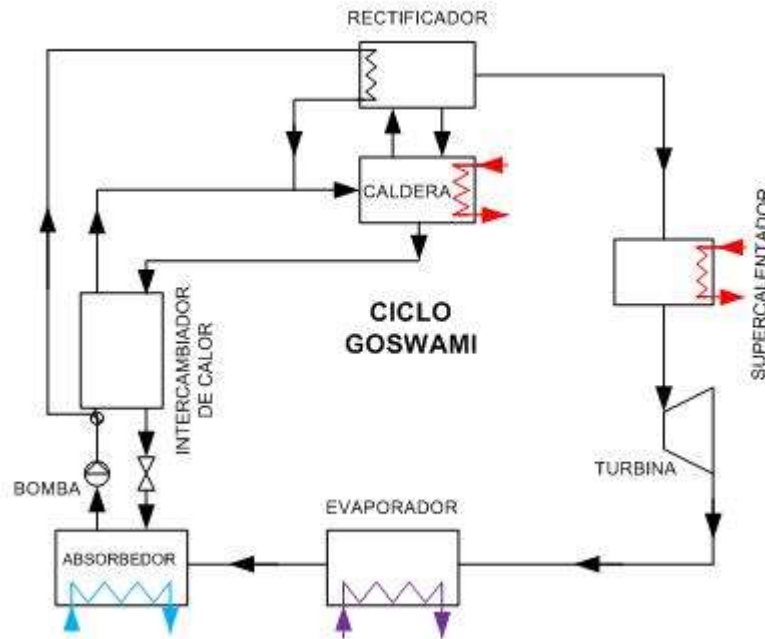 RECTIFICADOR
CALDERA
SUPERCALENTADOR
CICLO
GOSWAMI
INTERCAMBIADOR
DE CALOR
TURBINA
BOMBA
EVAPORADOR
ABSORBEDOR